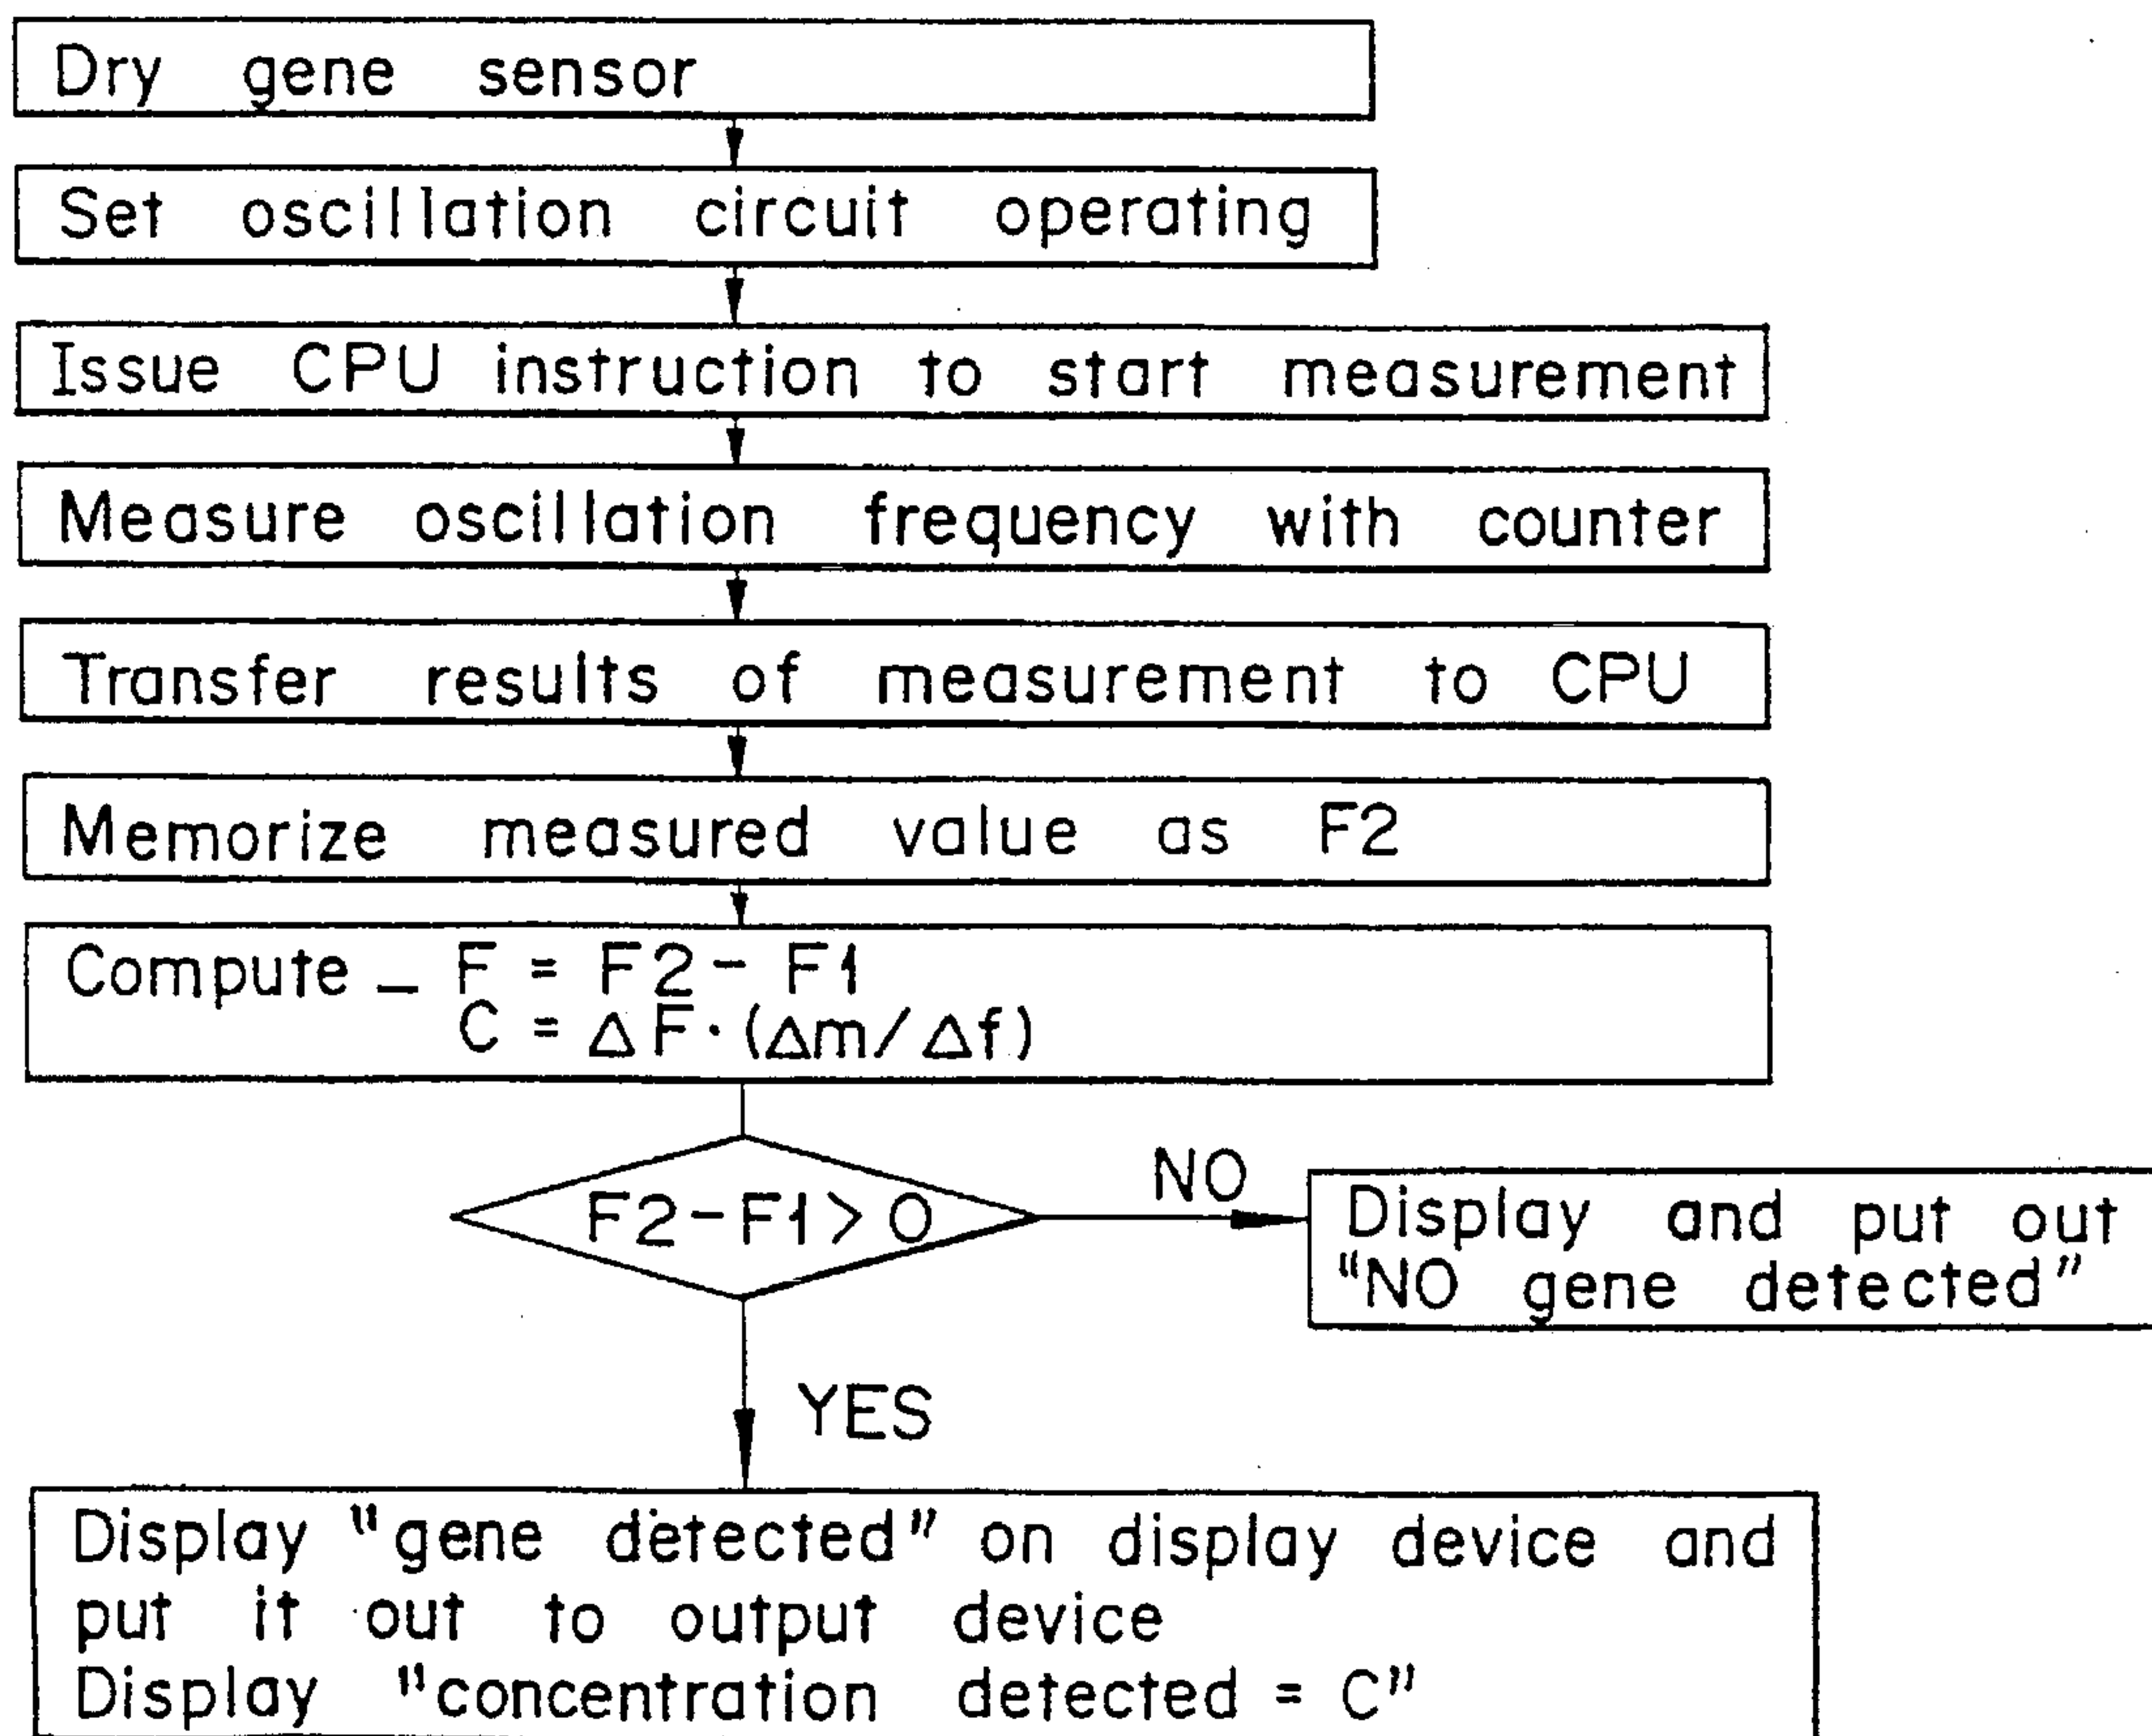 Dry gene sensor
Set oscillation circuit operating
Issue CPU instruction to start measurement
Measure oscillation frequency with counter
Transfer results of measurement to CPU
Memorize measured value as F2
Compute _ F = F2 - F1
C = ΔF·(Δm/Δf)
F2-F1>0
NO
Display and put out
"NO gene detected"
YES
Display "gene detected" on display device and
put it out to output device
Display "concentration detected = C"